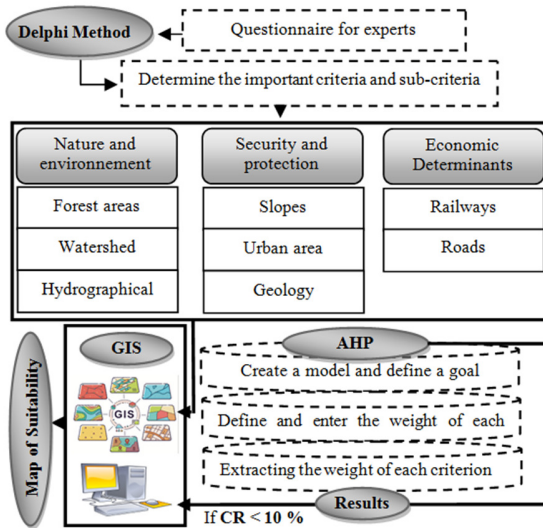 Delphi Method
Questionnaire for experts
Determine the important criteria and sub-criteria
Nature and
environnement
Security and
protection
Economic
Determinants
Forest areas
Slopes
Railways
Watershed
Urban area
Roads
Hydrographical
Geology
Map of Suitability
GIS
GIS
AHP
Create a model and define a goal
Define and enter the weight of each
Extracting the weight of each criterion
Results
If CR < 10 %